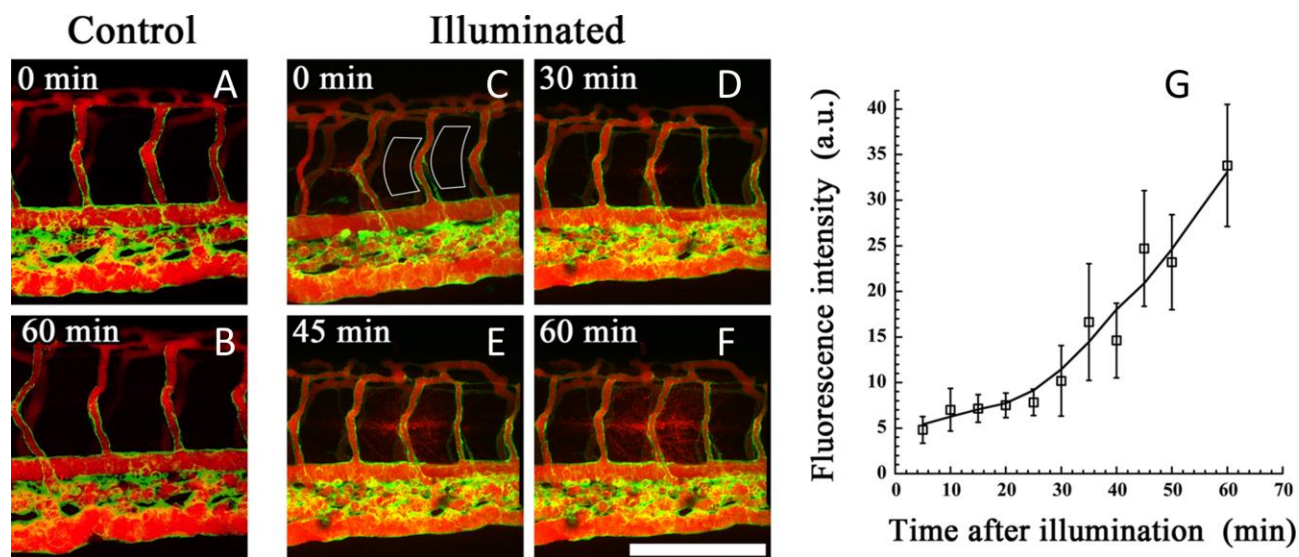 Control
Illuminated
0 min A
0 min C
30 min D
60 min B
45 min E
60 min F
G
Fluorescence intensity (a.u.)
40
35
30
25
20
15
10
5
0
0 10 20 30 40 50 60 70
Time after illumination (min)